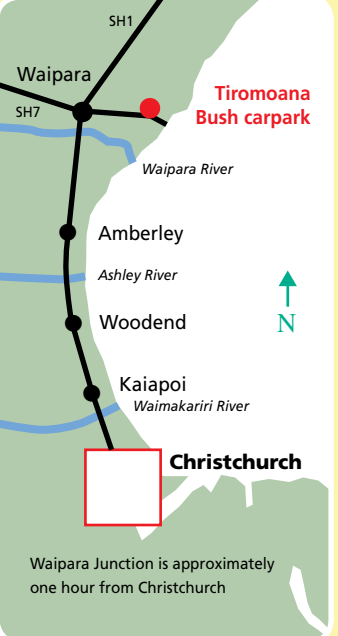 SH1
Waipara
SH7
Tiromoana
Bush carpark
Waipara River
Amberley
Ashley River
N
Woodend
Kaiapoi
Waimakariri River
Christchurch
Waipara Junction is approximately
one hour from Christchurch